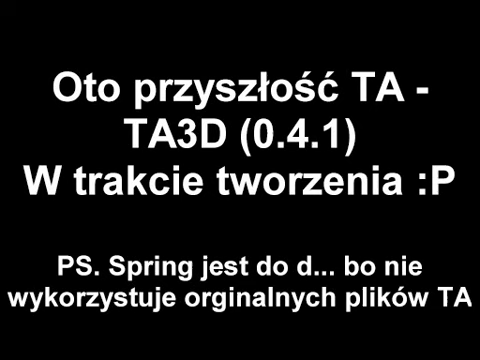 Oto przyszłość TA -
TA3D (0.4.1)
W trakcie tworzenia :P
PS. Spring jest do d... bo nie
wykorzystuje orginalnych plików TA